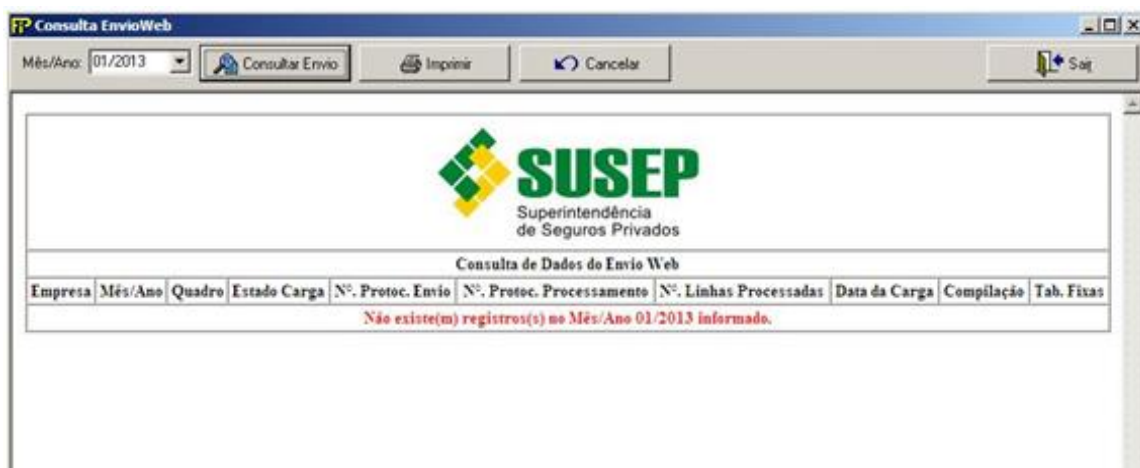 FIP Consulta EnvioWeb
Mês/Ano: 01/2013 Consultar Envio Imprimir Cancelar Sair
SUSEP
Superintendência
de Seguros Privados
Consulta de Dados do Envio Web
Empresa Mês/Ano Quadro Estado Carga Nº. Protoc. Envio Nº. Protoc. Processamento Nº. Linhas Processadas Data da Carga Compilação Tab. Fixas
Não existe(m) registros(s) no Mês/Ano 01/2013 informado.